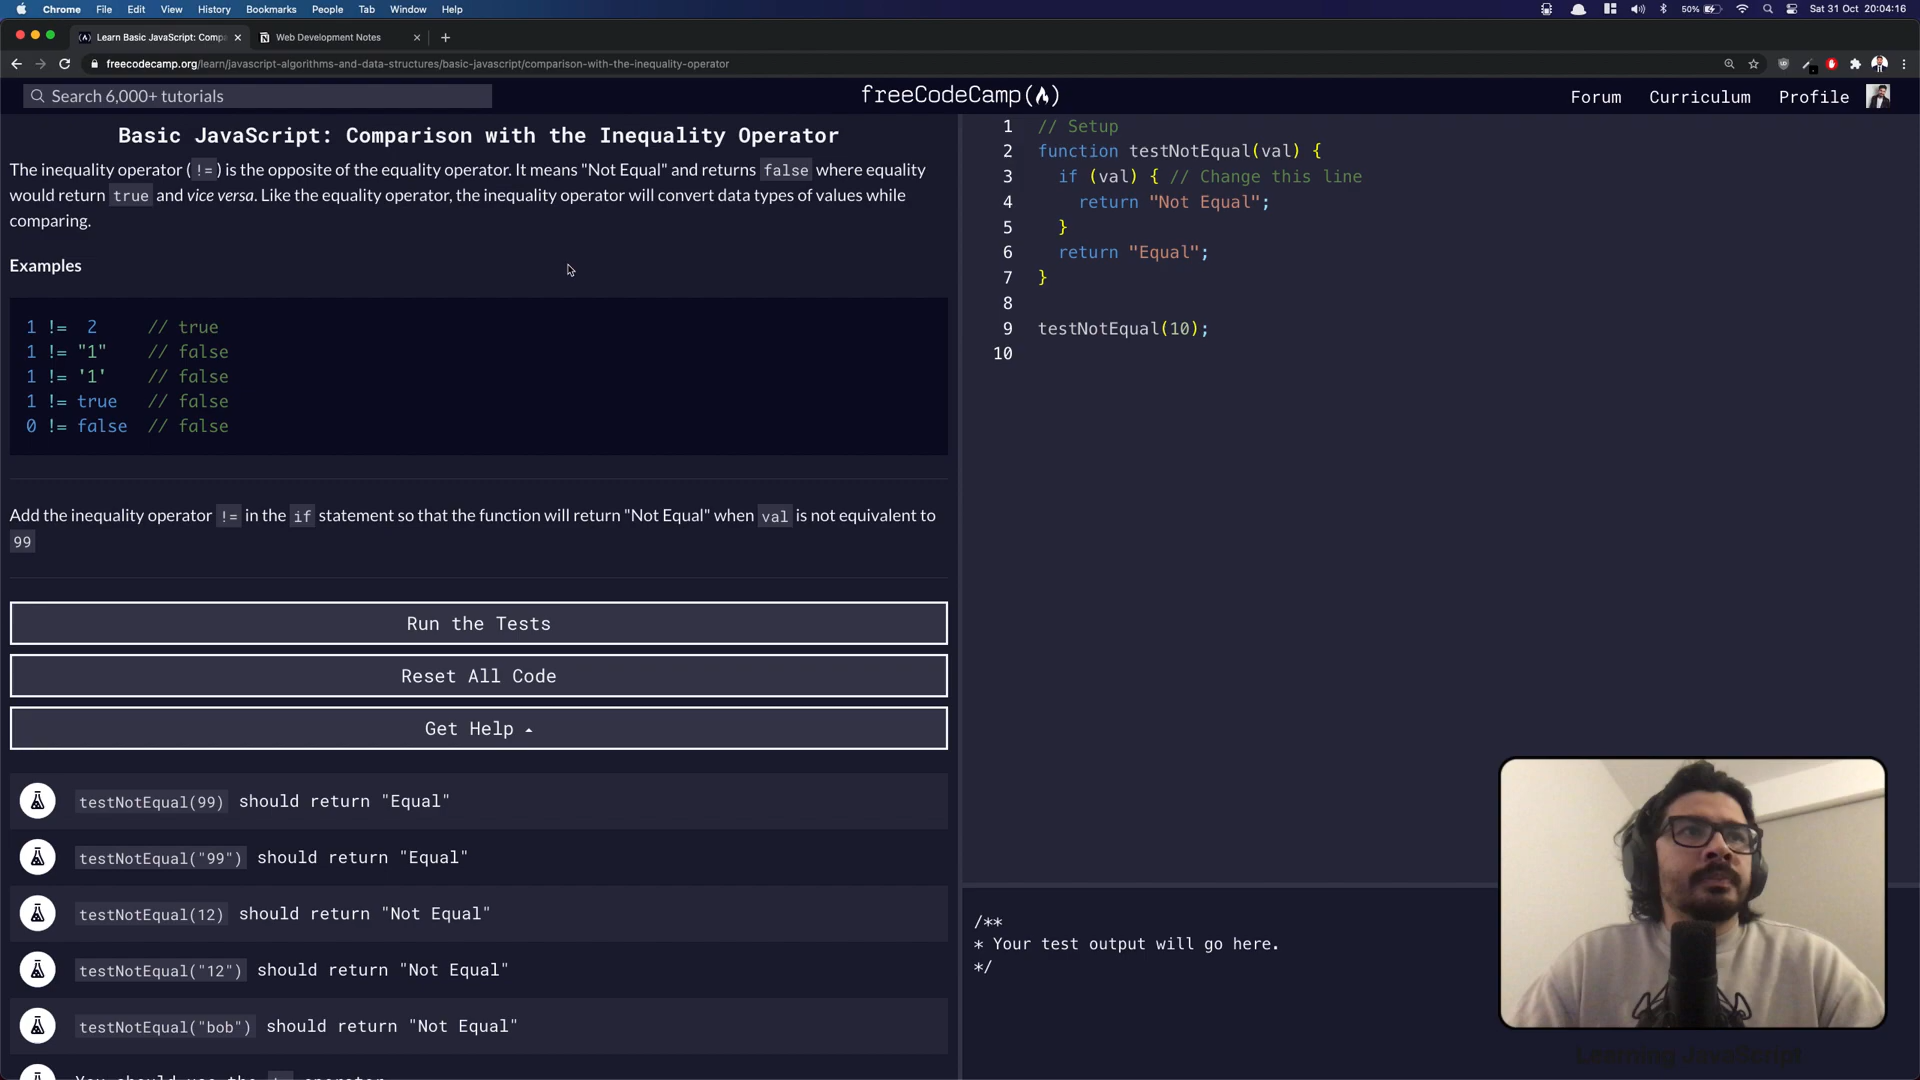 Chrome File Edit View History Bookmarks People Tab Window Help 50% Sat 31 Oct 20:04:16
Learn Basic JavaScript: Comp Web Development Notes
freecodecamp.org/learn/javascript-algorithms-and-data-structures/basic-javascript/comparison-with-the-inequality-operator
Search 6,000+ tutorials freeCodeCamp Forum Curriculum Profile
Basic JavaScript: Comparison with the Inequality Operator
The inequality operator ( != ) is the opposite of the equality operator. It means "Not Equal" and returns false where equality
would return true and vice versa. Like the equality operator, the inequality operator will convert data types of values while
comparing.
Examples
1 != 2 // true
1 != "1" // false
1 != '1' // false
1 != true // false
0 != false // false
Add the inequality operator != in the if statement so that the function will return "Not Equal" when val is not equivalent to
99
Run the Tests
Reset All Code
Get Help
testNotEqual(99) should return "Equal"
testNotEqual("99") should return "Equal"
testNotEqual(12) should return "Not Equal"
testNotEqual("12") should return "Not Equal"
testNotEqual("bob") should return "Not Equal"
You should use the operator
1 // Setup
2 function testNotEqual(val) {
3 if (val) { // Change this line
4 return "Not Equal";
5 }
6 return "Equal";
7 }
8
9 testNotEqual(10);
10
/**
* Your test output will go here.
*/
Learning JavaScript